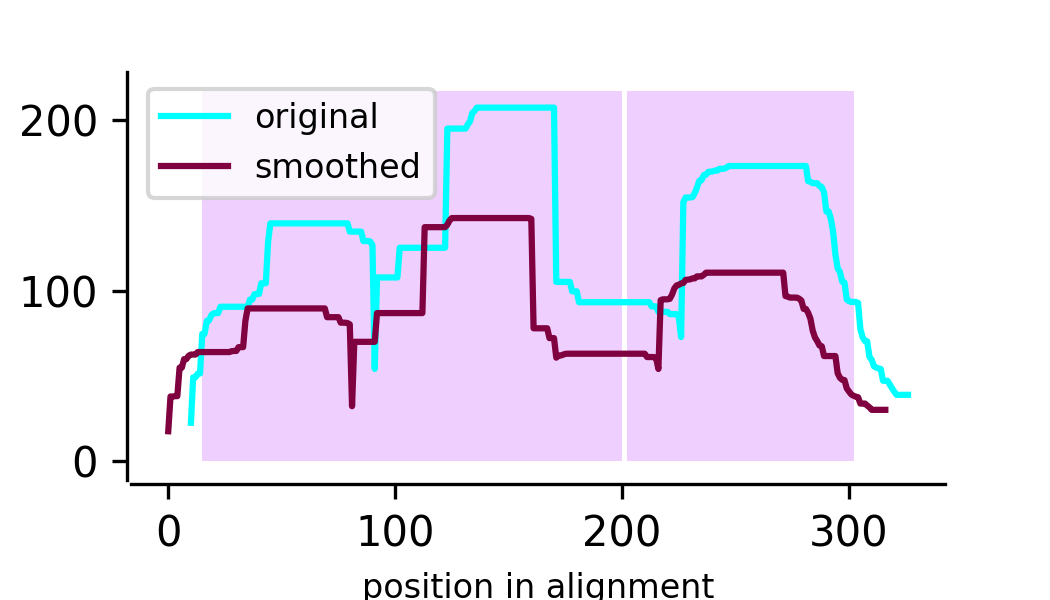 original
smoothed
200
100
0
0 100 200 300
position in alignment